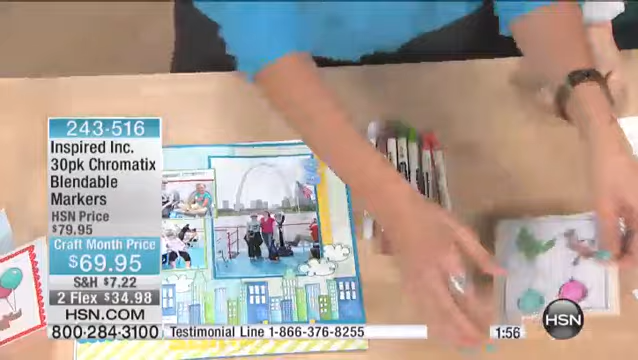 243-516
Inspired Inc.
30pk Chromatix
Blendable
Markers
HSN Price
$79.95
Craft Month Price
$69.95
S&H $7.22
2 Flex $34.98
HSN.COM
800-284-3100
Testimonial Line 1-866-376-8255
1:56
HSN